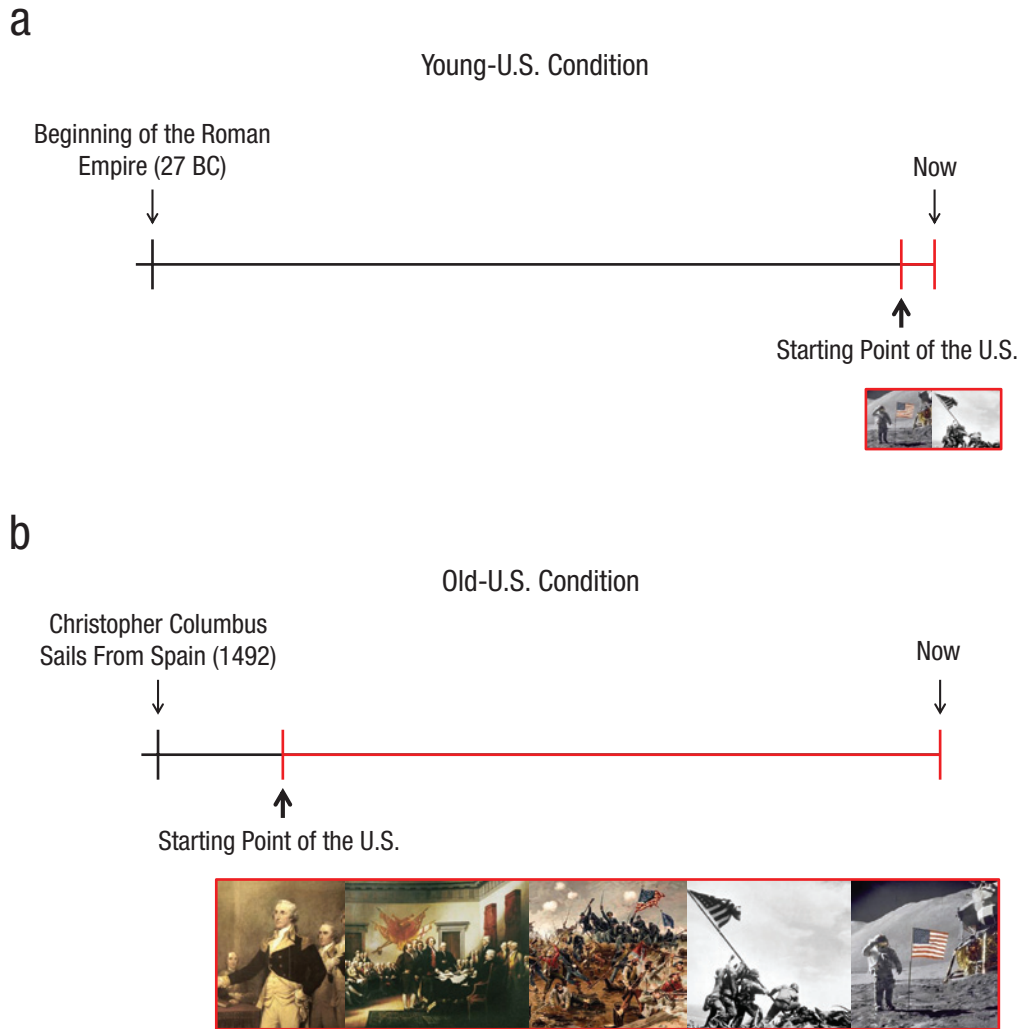 a
Young-U.S. Condition
Beginning of the Roman
Empire (27 BC)
Now
Starting Point of the U.S.
b
Old-U.S. Condition
Christopher Columbus
Sails From Spain (1492)
Now
Starting Point of the U.S.